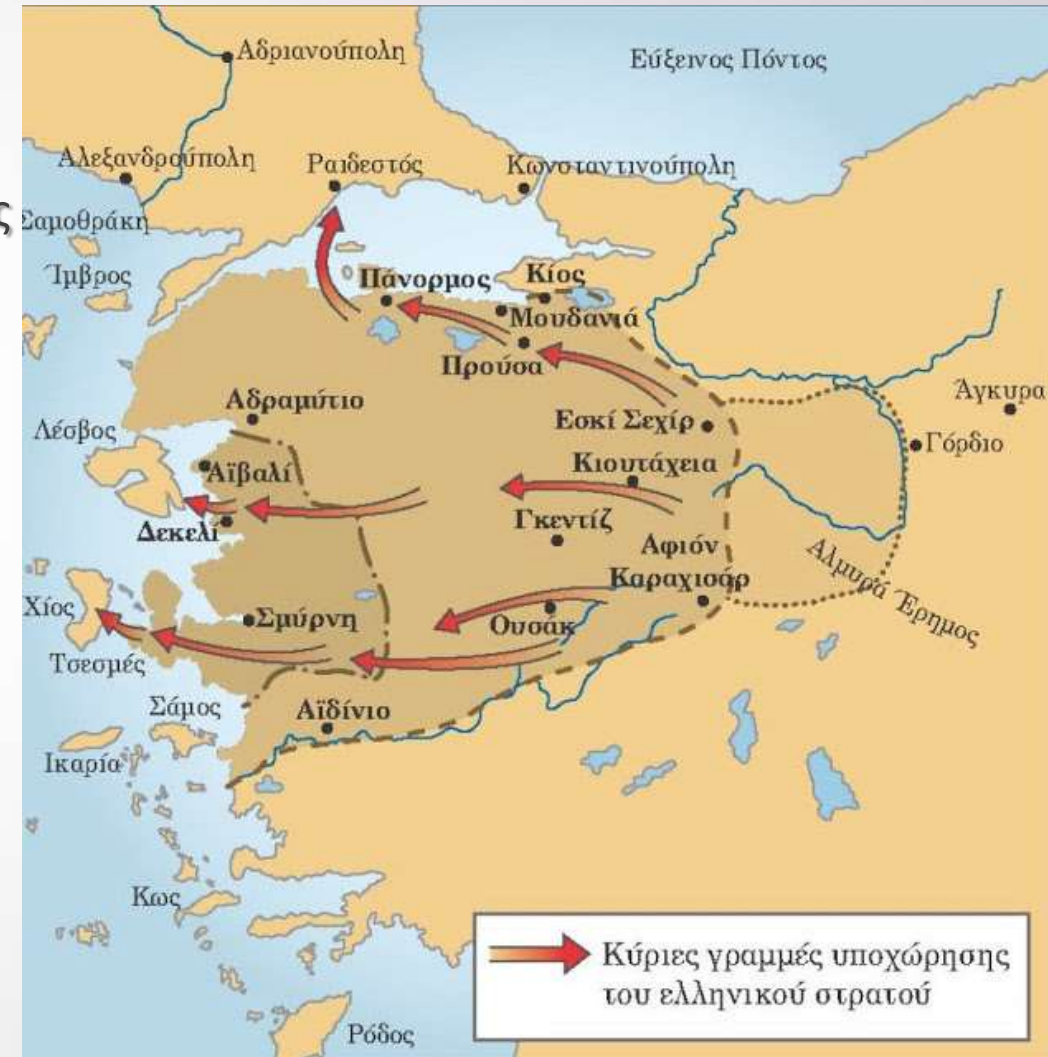 Αδριανούπολη
Εύξεινος Πόντος
Αλεξανδρούπολη
Ραιδεστός
Κωνσταντινούπολη
ς
Σαμοθράκη
Ίμβρος
Πάνορμος
Κίος
Μουδανιά
Προύσα
Άγκυρα
Αδραμύτιο
Εσκί Σεχίρ
Λέσβος
Γόρδιο
Αϊβαλί
Κιουτάχεια
Δεκελί
Γκεντίζ
Αφιόν
Καραχισάρ
Αλμυρά Έρημος
Χίος
Σμύρνη
Ουσάκ
Τσεσμές
Σάμος
Αϊδίνιο
Ικαρία
Κως
Κύριες γραμμές υποχώρησης
του ελληνικού στρατού
Ρόδος